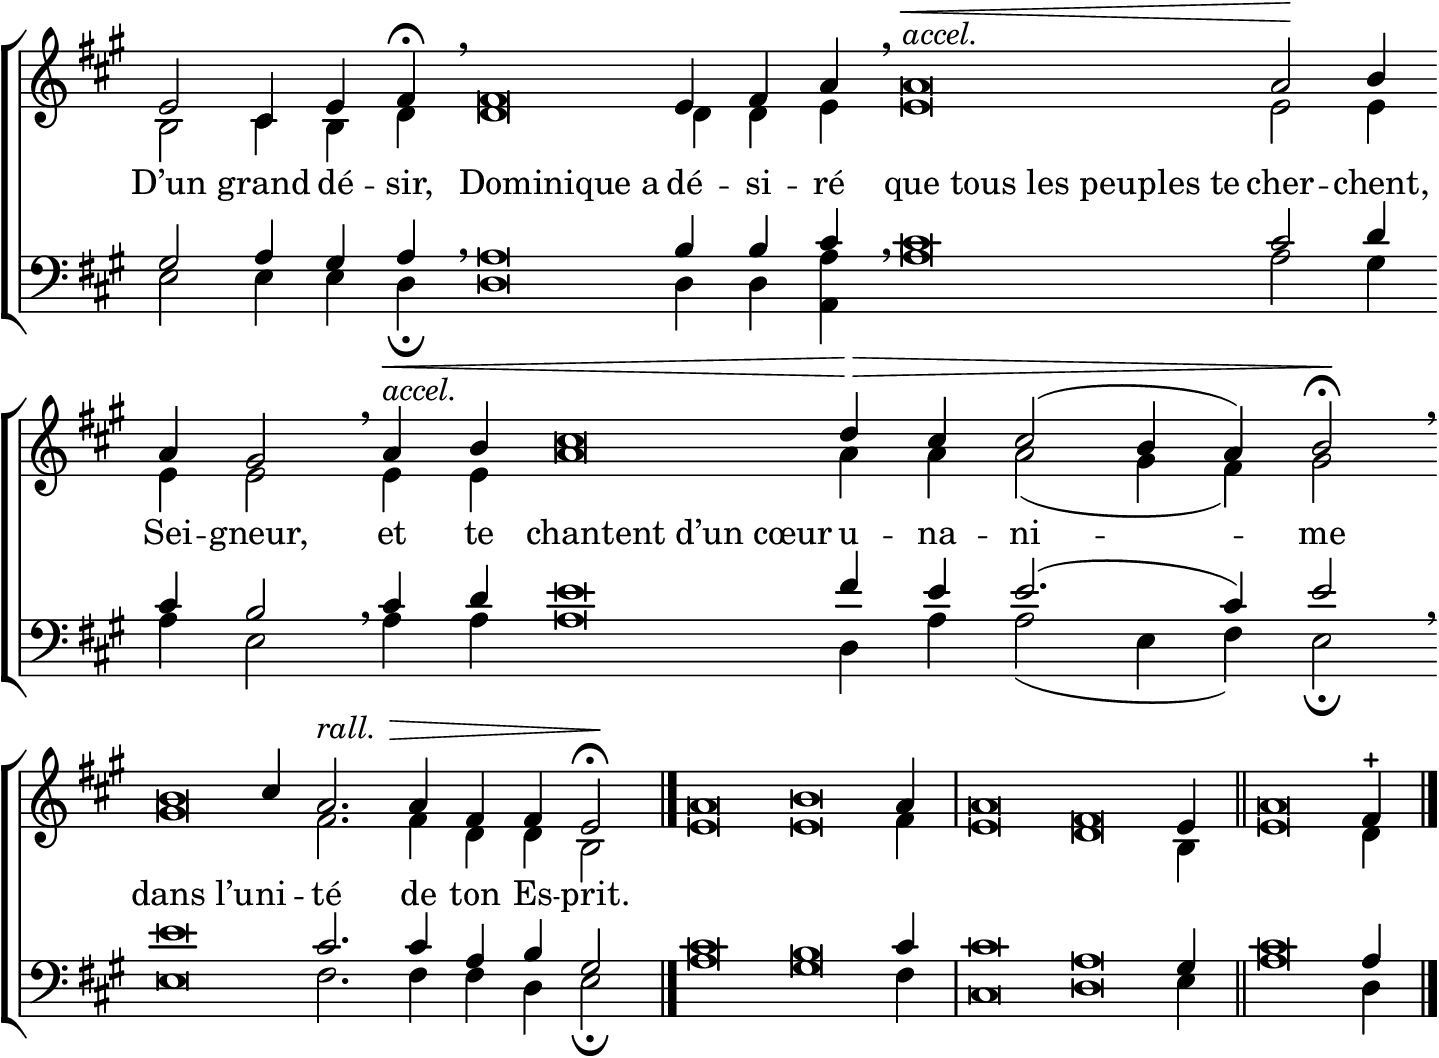 accel.
D’un grand dé - sir, Dominique a dé - si - ré que tous les peuples te cher - chent,
accel.
Sei - gneur, et te chantent d’un cœur u - na - ni - - me
rall.
dans l’uni - té de ton Es - prit.